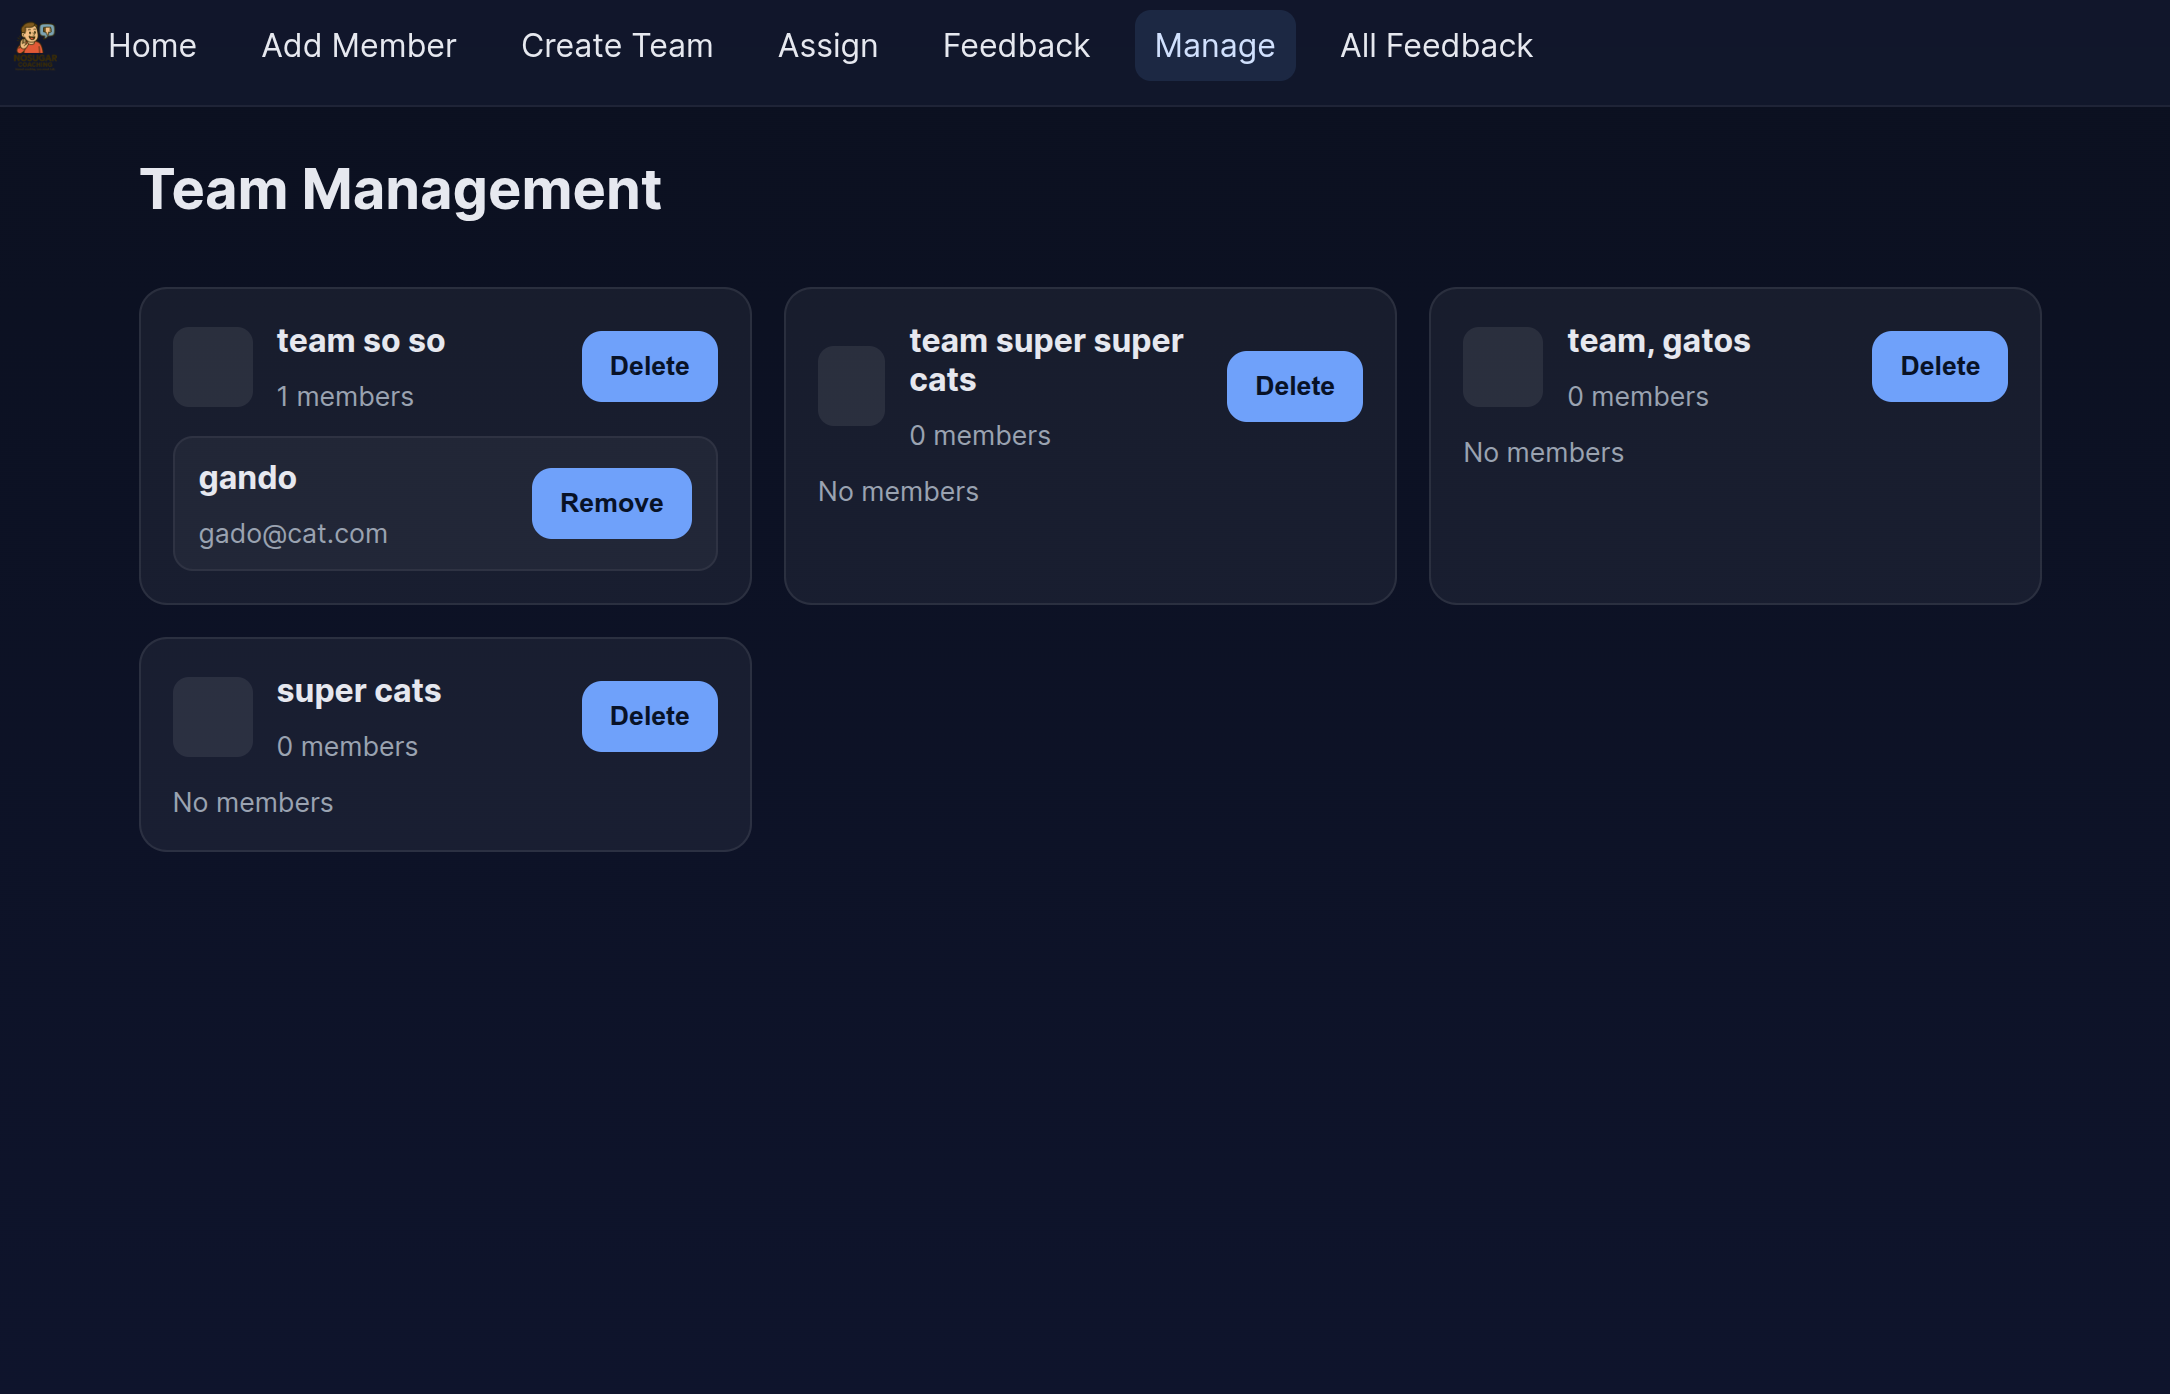 Home Add Member Create Team Assign Feedback Manage All Feedback
Team Management
team so so
1 members
Delete
gando
gado@cat.com
Remove
team super super
cats
0 members
Delete
No members
team, gatos
0 members
Delete
No members
super cats
0 members
Delete
No members